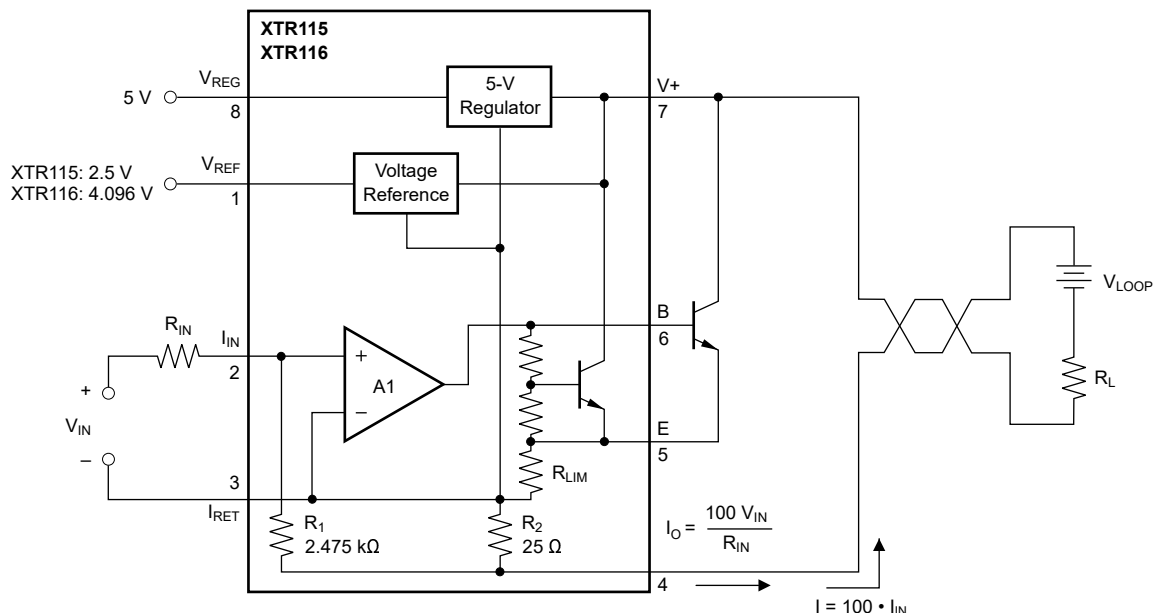 XTR115
XTR116
V_REG
5 V
8
5-V
Regulator
V+
7
V_REF
XTR115: 2.5 V
XTR116: 4.096 V
1
Voltage
Reference
V_LOOP
R_IN
I_IN
2
+
A1
−
B
6
R_L
+
V_IN
–
E
5
R_LIM
3
I_RET
R_1
2.475 kΩ
R_2
25 Ω
I_O = 100 V_IN / R_IN
4
I = 100 • I_IN